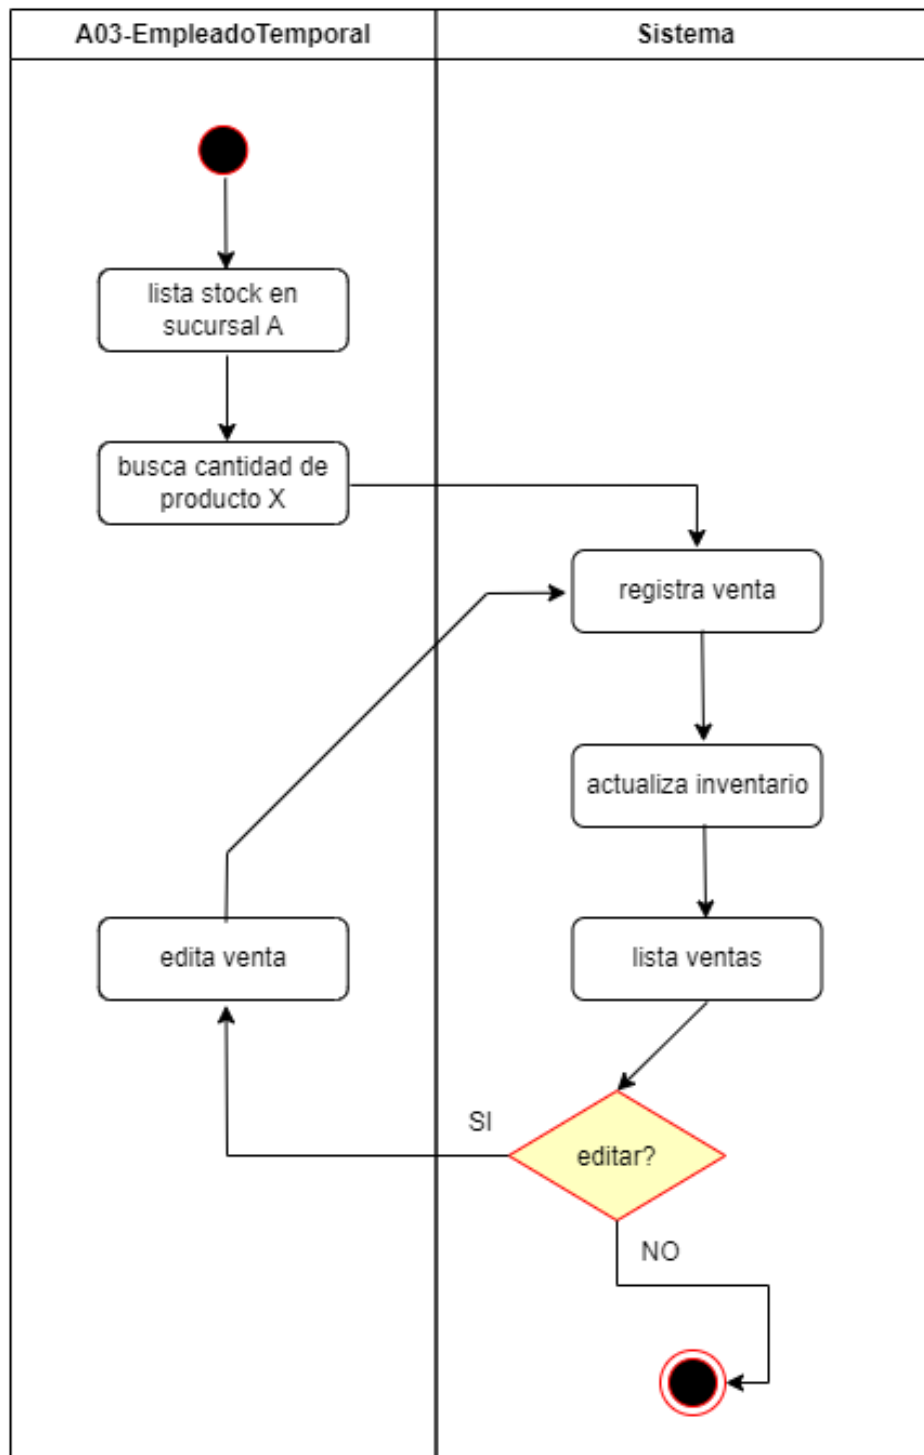 A03-EmpleadoTemporal
Sistema
lista stock en
sucursal A
busca cantidad de
producto X
registra venta
actualiza inventario
edita venta
lista ventas
SI
editar?
NO